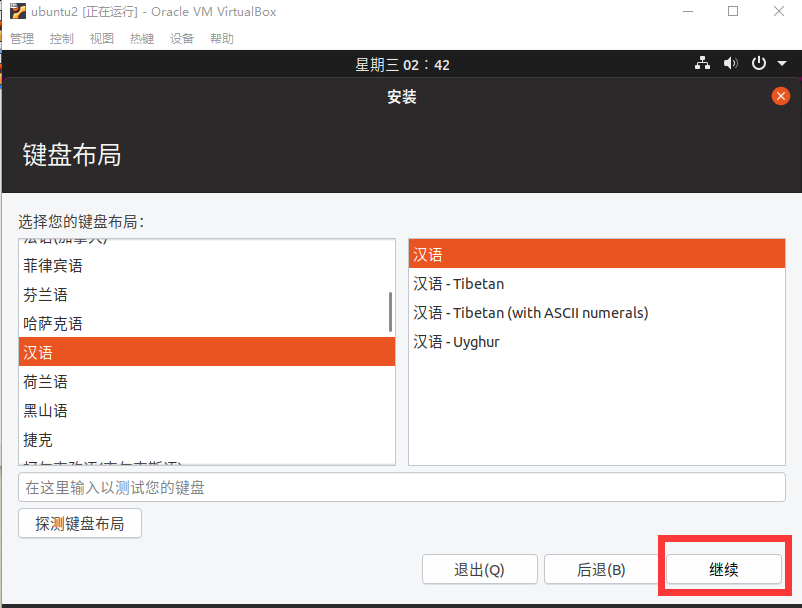 ubuntu2 [正在运行] - Oracle VM VirtualBox
管理 控制 视图 热键 设备 帮助
星期三 02：42
安装
键盘布局
选择您的键盘布局：
法语(加拿大)
菲律宾语
芬兰语
哈萨克语
汉语
荷兰语
黑山语
捷克
汉语
汉语 - Tibetan
汉语 - Tibetan (with ASCII numerals)
汉语 - Uyghur
在这里输入以测试您的键盘
探测键盘布局
退出(Q) 后退(B) 继续